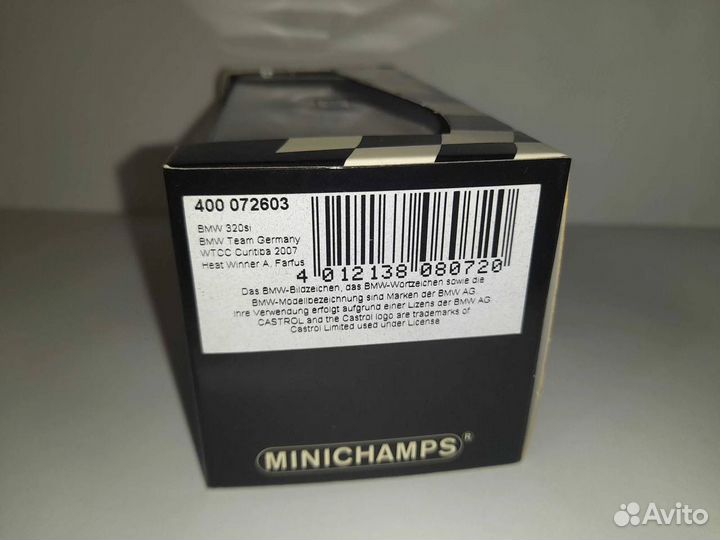 400 072603
BMW 320si
BMW Team Germany
WTCC Curitiba 2007
Heat Winner A. Farfus
4 012138 080720
Das BMW-Bildzeichen, das BMW-Wortzeichen sowie die
BMW-Modellbezeichnung sind Marken der BMW AG.
Ihre Verwendung erfolgt aufgrund einer Lizens der BMW AG.
CASTROL and the Castrol logo are trademarks of
Castrol Limited used under License
MINICHAMPS®
Avito